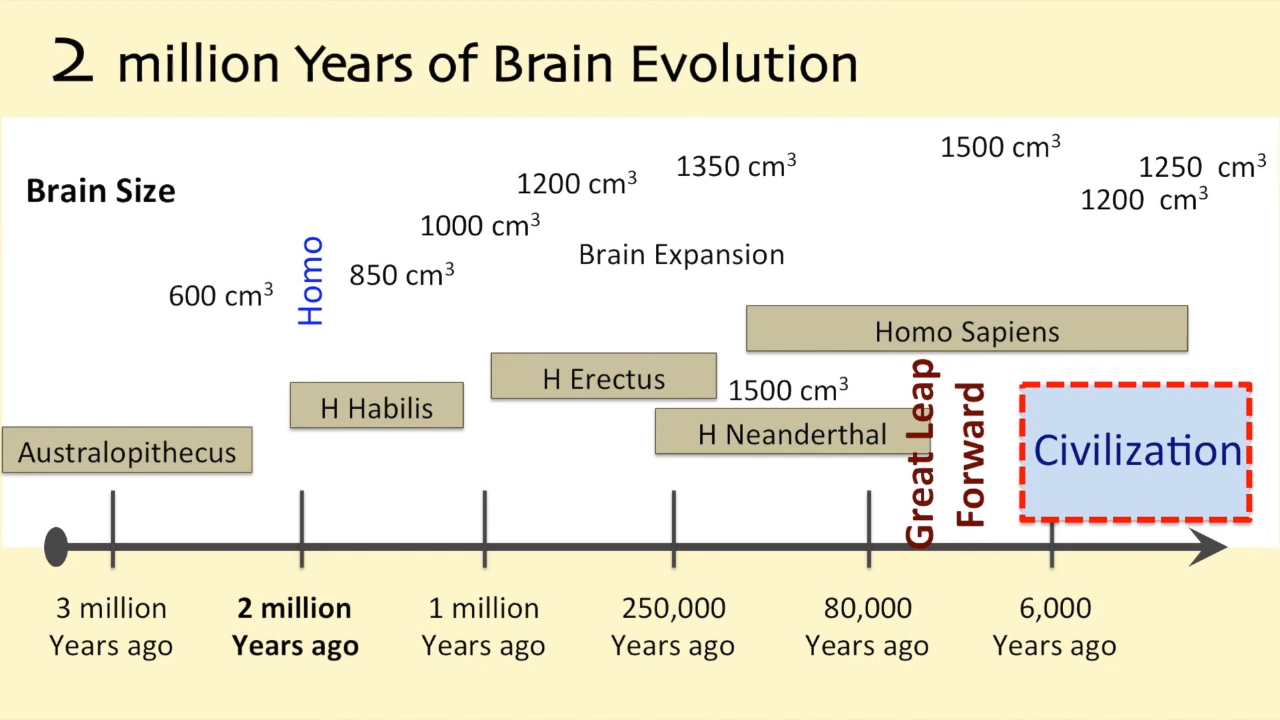 2 million Years of Brain Evolution
Brain Size
600 cm³
Homo
850 cm³
1000 cm³
1200 cm³
1350 cm³
1500 cm³
1250 cm³
1200 cm³
Brain Expansion
Homo Sapiens
H Erectus
1500 cm³
H Habilis
H Neanderthal
Australopithecus
Great Leap
Forward
Civilization
3 million
Years ago
2 million
Years ago
1 million
Years ago
250,000
Years ago
80,000
Years ago
6,000
Years ago